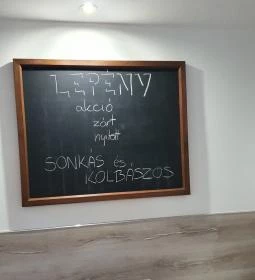 LEPÉNY
akció
zárt
nyitott
SONKÁS és
KOLBÁSZOS